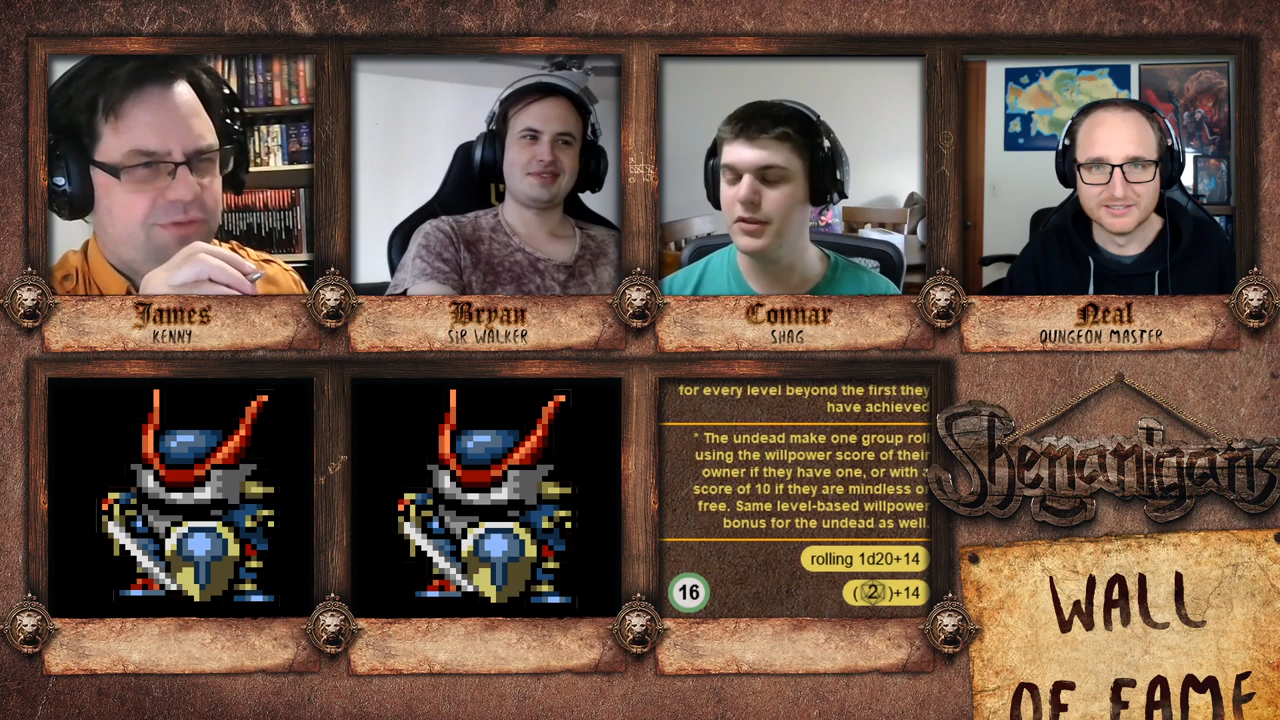 James
KENNY
Bryan
SIR WALKER
Connar
SHAG
Neal
DUNGEON MASTER
for every level beyond the first they
have achieved
* The undead make one group roll
using the willpower score of their
owner if they have one, or with a
score of 10 if they are mindless or
free. Same level-based willpower
bonus for the undead as well.
rolling 1d20+14
16
(2)+14
Shenanigans
WALL
OF FAME